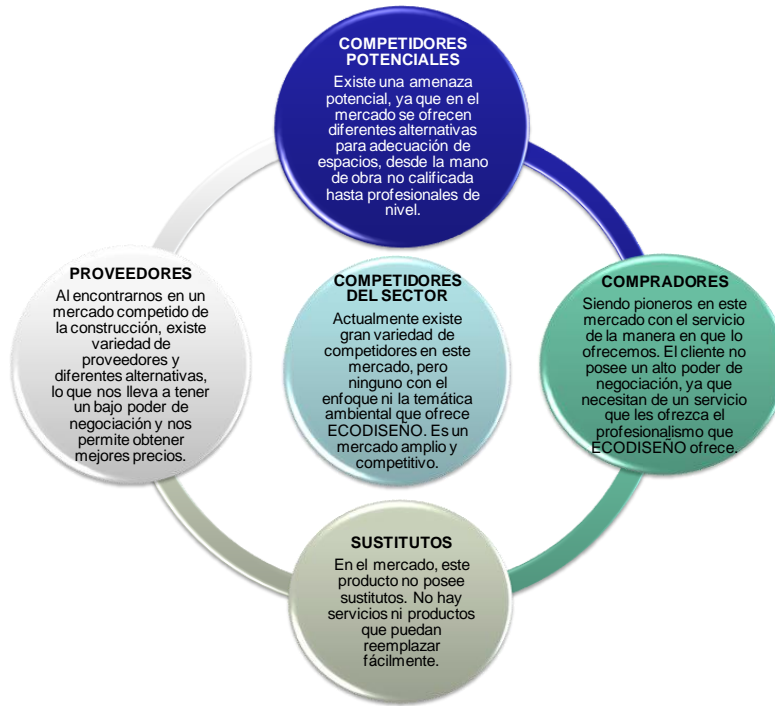 COMPETIDORES
POTENCIALES
Existe una amenaza
potencial, ya que en el
mercado se ofrecen
diferentes alternativas
para adecuación de
espacios, desde la mano
de obra no calificada
hasta profesionales de
nivel.
PROVEEDORES
Al encontrarnos en un
mercado competido de
la construcción, existe
variedad de
proveedores y
diferentes alternativas,
lo que nos lleva a tener
un bajo poder de
negociación y nos
permite obtener
mejores precios.
COMPETIDORES
DEL SECTOR
Actualmente existe
gran variedad de
competidores en este
mercado, pero
ninguno con el
enfoque ni la temática
ambiental que ofrece
ECODISEÑO. Es un
mercado amplio y
competitivo.
COMPRADORES
Siendo pioneros en este
mercado con el servicio
de la manera en que lo
ofrecemos. El cliente no
posee un alto poder de
negociación, ya que
necesitan de un servicio
que les ofrezca el
profesionalismo que
ECODISEÑO ofrece.
SUSTITUTOS
En el mercado, este
producto no posee
sustitutos. No hay
servicios ni productos
que puedan
reemplazar
fácilmente.